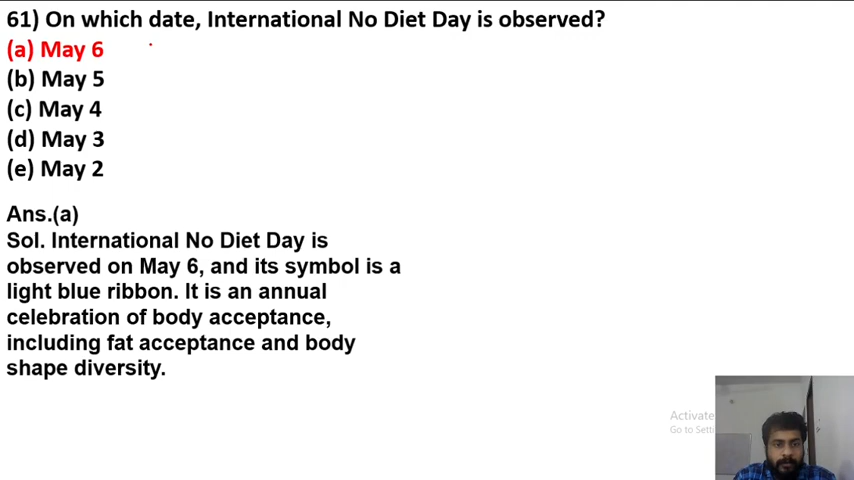 61) On which date, International No Diet Day is observed?
(a) May 6
(b) May 5
(c) May 4
(d) May 3
(e) May 2
Ans.(a)
Sol. International No Diet Day is
observed on May 6, and its symbol is a
light blue ribbon. It is an annual
celebration of body acceptance,
including fat acceptance and body
shape diversity.
Activate
Go to Setti